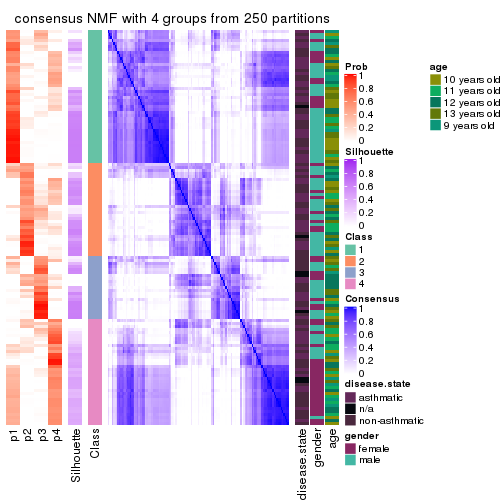 consensus NMF with 4 groups from 250 partitions
Prob
1
0.8
0.6
0.4
0.2
0
Silhouette
1
0.8
0.6
0.4
0.2
0
Class
1
2
3
4
Consensus
1
0.8
0.6
0.4
0.2
0
disease.state
asthmatic
n/a
non-asthmatic
gender
female
male
age
10 years old
11 years old
12 years old
13 years old
9 years old
p1
p2
p3
p4
Silhouette
Class
disease.state
gender
age